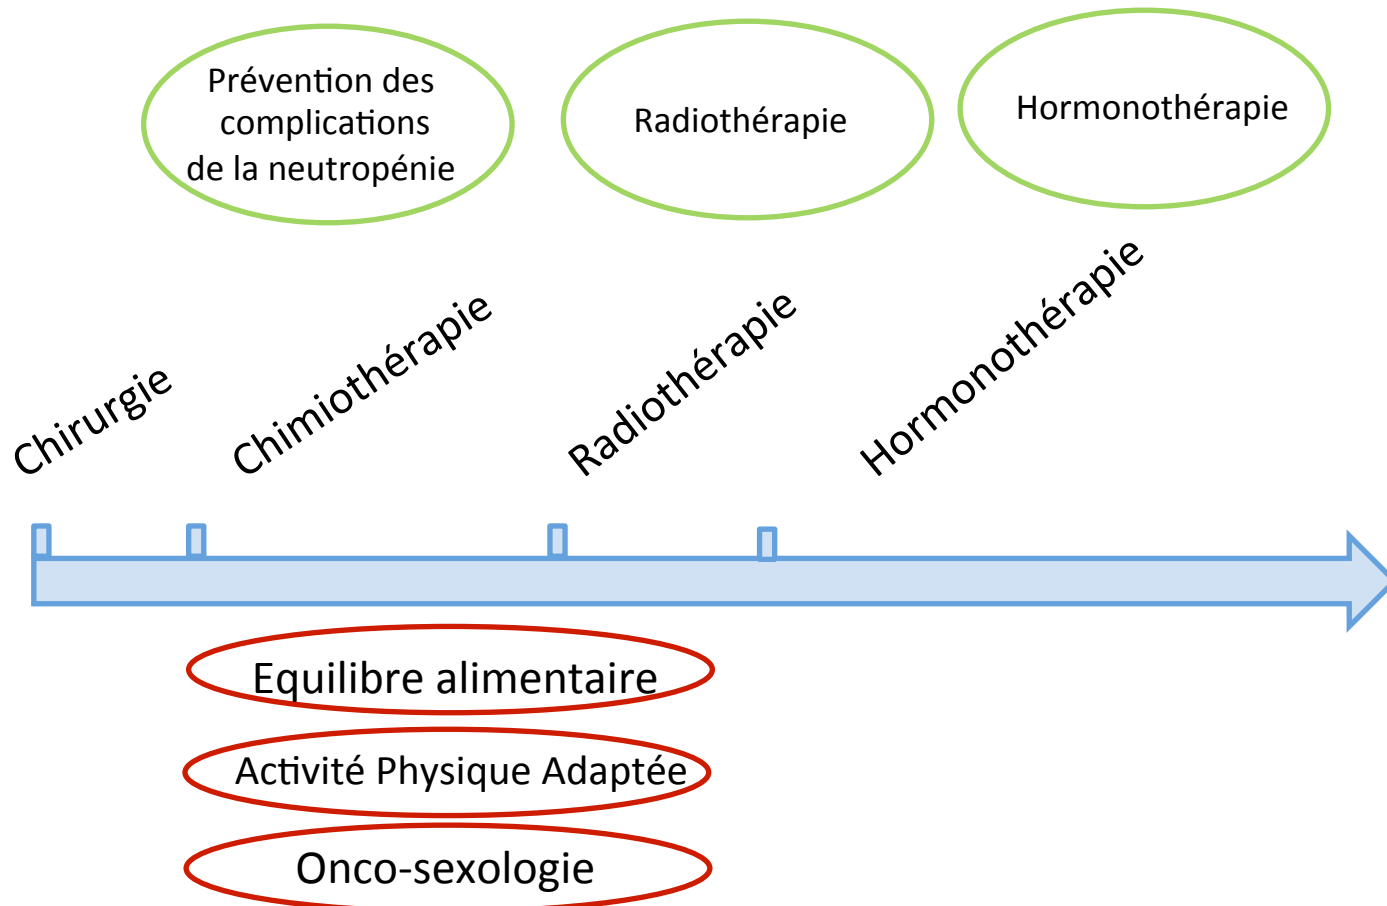 Prévention des
complications
de la neutropénie
Radiothérapie
Hormonothérapie
Chirurgie
Chimiothérapie
Radiothérapie
Hormonothérapie
Equilibre alimentaire
Activité Physique Adaptée
Onco-sexologie